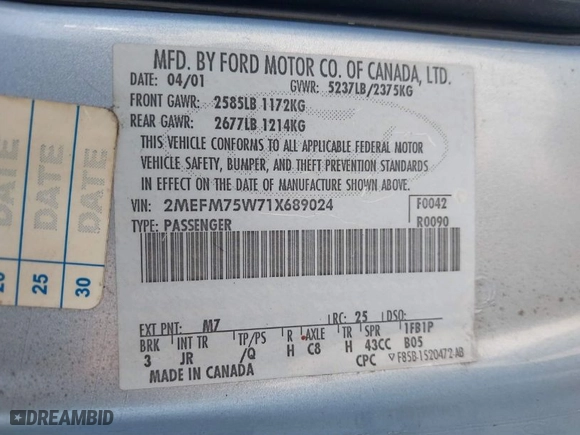 MFD. BY FORD MOTOR CO. OF CANADA, LTD.
DATE: 04/01 GVWR: 5237LB/2375KG
FRONT GAWR: 2585LB 1172KG
REAR GAWR: 2677LB 1214KG
THIS VEHICLE CONFORMS TO ALL APPLICABLE FEDERAL MOTOR
VEHICLE SAFETY, BUMPER, AND THEFT PREVENTION STANDARDS
IN EFFECT ON THE DATE OF MANUFACTURE SHOWN ABOVE.
VIN: 2MEFM75W71X689024 F0042
TYPE: PASSENGER R0090
EXT PNT: M7 RC: 25 DSO:
BRK INT TR TP/PS R AXLE TR SPR 1FB1P
3 JR /Q H C8 H 43CC B05
MADE IN CANADA CPC F85B-1520472-AB
20
25
30
DREAMBID